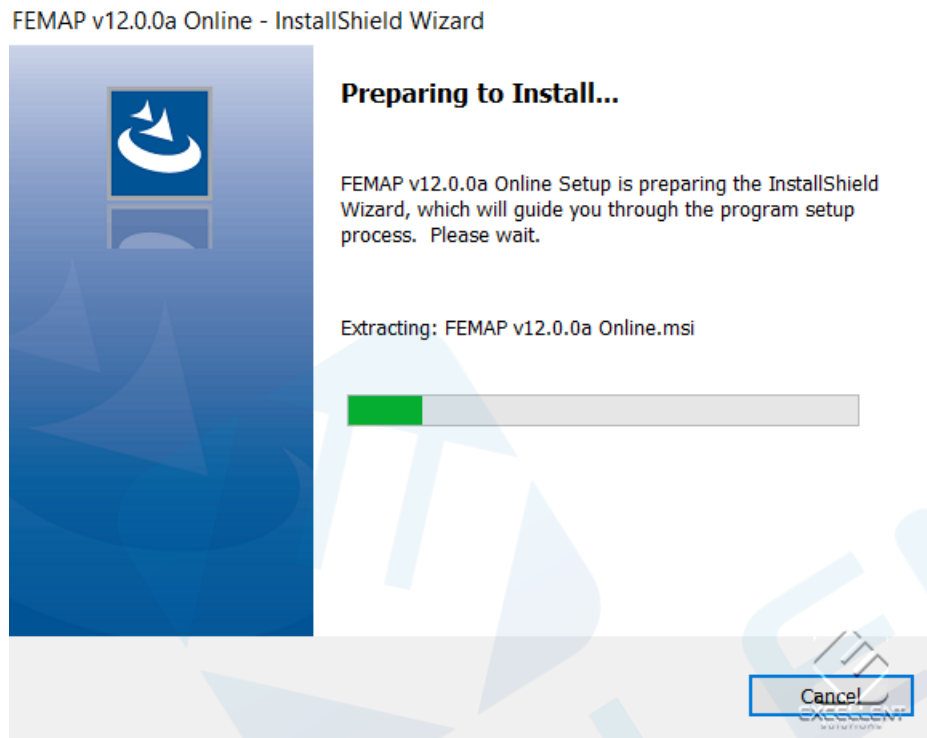 FEMAP v12.0.0a Online - InstallShield Wizard
Preparing to Install...
FEMAP v12.0.0a Online Setup is preparing the InstallShield
Wizard, which will guide you through the program setup
process. Please wait.
Extracting: FEMAP v12.0.0a Online.msi
Cancel
EXCELLENT
SOLUTIONS